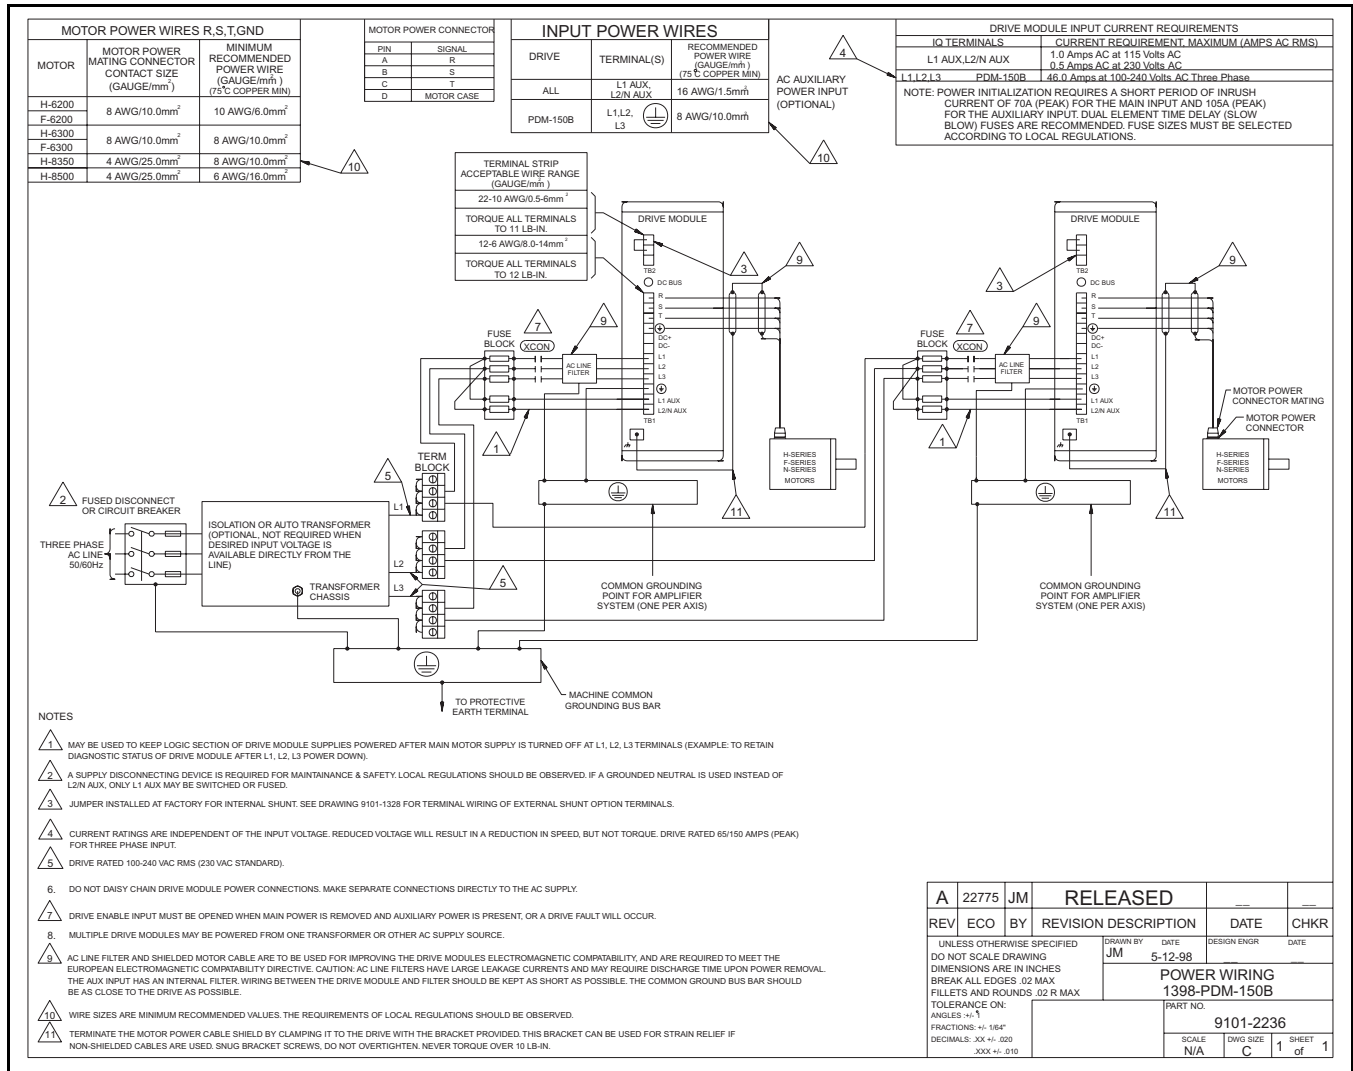 MOTOR POWER WIRES R,S,T,GND
MOTOR
MOTOR POWER
MATING CONNECTOR
CONTACT SIZE
(GAUGE/mm²)
MINIMUM
RECOMMENDED
POWER WIRE
(GAUGE/mm²)
(75°C COPPER MIN)
H-6200
F-6200
8 AWG/10.0mm²
10 AWG/6.0mm²
H-6300
F-6300
8 AWG/10.0mm²
8 AWG/10.0mm²
H-8350
4 AWG/25.0mm²
8 AWG/10.0mm²
H-8500
4 AWG/25.0mm²
6 AWG/16.0mm²
10
MOTOR POWER CONNECTOR
PIN SIGNAL
A R
B S
C T
D MOTOR CASE
INPUT POWER WIRES
DRIVE
TERMINAL(S)
RECOMMENDED
POWER WIRE
(GAUGE/mm²)
(75°C COPPER MIN)
ALL
L1 AUX,
L2/N AUX
16 AWG/1.5mm²
PDM-150B
L1,L2,
L3
8 AWG/10.0mm²
AC AUXILIARY
POWER INPUT
(OPTIONAL)
10
4
DRIVE MODULE INPUT CURRENT REQUIREMENTS
IQ TERMINALS
CURRENT REQUIREMENT, MAXIMUM (AMPS AC RMS)
L1 AUX,L2/N AUX
1.0 Amps AC at 115 Volts AC
0.5 Amps AC at 230 Volts AC
L1,L2,L3 PDM-150B
46.0 Amps at 100-240 Volts AC Three Phase
NOTE: POWER INITIALIZATION REQUIRES A SHORT PERIOD OF INRUSH
CURRENT OF 70A (PEAK) FOR THE MAIN INPUT AND 105A (PEAK)
FOR THE AUXILIARY INPUT. DUAL ELEMENT TIME DELAY (SLOW
BLOW) FUSES ARE RECOMMENDED. FUSE SIZES MUST BE SELECTED
ACCORDING TO LOCAL REGULATIONS.
TERMINAL STRIP
ACCEPTABLE WIRE RANGE
(GAUGE/mm²)
22-10 AWG/0.5-6mm²
TORQUE ALL TERMINALS
TO 11 LB-IN.
12-6 AWG/8.0-14mm²
TORQUE ALL TERMINALS
TO 12 LB-IN.
DRIVE MODULE
TB2
DC BUS
R
S
T
DC+
DC-
L1
L2
L3
L1 AUX
L2/N AUX
TB1
3
9
FUSE
BLOCK
7
XCON
9
AC LINE
FILTER
1
H-SERIES
F-SERIES
N-SERIES
MOTORS
11
DRIVE MODULE
TB2
DC BUS
R
S
T
DC+
DC-
L1
L2
L3
L1 AUX
L2/N AUX
TB1
3
9
FUSE
BLOCK
7
XCON
9
AC LINE
FILTER
1
MOTOR POWER
CONNECTOR MATING
MOTOR POWER
CONNECTOR
H-SERIES
F-SERIES
N-SERIES
MOTORS
11
TERM
BLOCK
5
L1
L2
L3
5
2
FUSED DISCONNECT
OR CIRCUIT BREAKER
THREE PHASE
AC LINE
50/60Hz
ISOLATION OR AUTO TRANSFORMER
(OPTIONAL, NOT REQUIRED WHEN
DESIRED INPUT VOLTAGE IS
AVAILABLE DIRECTLY FROM THE
LINE)
TRANSFORMER
CHASSIS
COMMON GROUNDING
POINT FOR AMPLIFIER
SYSTEM (ONE PER AXIS)
COMMON GROUNDING
POINT FOR AMPLIFIER
SYSTEM (ONE PER AXIS)
TO PROTECTIVE
EARTH TERMINAL
MACHINE COMMON
GROUNDING BUS BAR
NOTES
1 MAY BE USED TO KEEP LOGIC SECTION OF DRIVE MODULE SUPPLIES POWERED AFTER MAIN MOTOR SUPPLY IS TURNED OFF AT L1, L2, L3 TERMINALS (EXAMPLE: TO RETAIN
DIAGNOSTIC STATUS OF DRIVE MODULE AFTER L1, L2, L3 POWER DOWN).
2 A SUPPLY DISCONNECTING DEVICE IS REQUIRED FOR MAINTAINANCE & SAFETY. LOCAL REGULATIONS SHOULD BE OBSERVED. IF A GROUNDED NEUTRAL IS USED INSTEAD OF
L2/N AUX, ONLY L1 AUX MAY BE SWITCHED OR FUSED.
3 JUMPER INSTALLED AT FACTORY FOR INTERNAL SHUNT. SEE DRAWING 9101-1328 FOR TERMINAL WIRING OF EXTERNAL SHUNT OPTION TERMINALS.
4 CURRENT RATINGS ARE INDEPENDENT OF THE INPUT VOLTAGE. REDUCED VOLTAGE WILL RESULT IN A REDUCTION IN SPEED, BUT NOT TORQUE. DRIVE RATED 65/150 AMPS (PEAK)
FOR THREE PHASE INPUT.
5 DRIVE RATED 100-240 VAC RMS (230 VAC STANDARD).
6. DO NOT DAISY CHAIN DRIVE MODULE POWER CONNECTIONS. MAKE SEPARATE CONNECTIONS DIRECTLY TO THE AC SUPPLY.
7 DRIVE ENABLE INPUT MUST BE OPENED WHEN MAIN POWER IS REMOVED AND AUXILIARY POWER IS PRESENT, OR A DRIVE FAULT WILL OCCUR.
8. MULTIPLE DRIVE MODULES MAY BE POWERED FROM ONE TRANSFORMER OR OTHER AC SUPPLY SOURCE.
9 AC LINE FILTER AND SHIELDED MOTOR CABLE ARE TO BE USED FOR IMPROVING THE DRIVE MODULES ELECTROMAGNETIC COMPATABILITY, AND ARE REQUIRED TO MEET THE
EUROPEAN ELECTROMAGNETIC COMPATABILITY DIRECTIVE. CAUTION: AC LINE FILTERS HAVE LARGE LEAKAGE CURRENTS AND MAY REQUIRE DISCHARGE TIME UPON POWER REMOVAL.
THE AUX INPUT HAS AN INTERNAL FILTER. WIRING BETWEEN THE DRIVE MODULE AND FILTER SHOULD BE KEPT AS SHORT AS POSSIBLE. THE COMMON GROUND BUS BAR SHOULD
BE AS CLOSE TO THE DRIVE AS POSSIBLE.
10 WIRE SIZES ARE MINIMUM RECOMMENDED VALUES. THE REQUIREMENTS OF LOCAL REGULATIONS SHOULD BE OBSERVED.
11 TERMINATE THE MOTOR POWER CABLE SHIELD BY CLAMPING IT TO THE DRIVE WITH THE BRACKET PROVIDED. THIS BRACKET CAN BE USED FOR STRAIN RELIEF IF
NON-SHIELDED CABLES ARE USED. SNUG BRACKET SCREWS, DO NOT OVERTIGHTEN. NEVER TORQUE OVER 10 LB-IN.
A 22775 JM RELEASED __ __
REV ECO BY REVISION DESCRIPTION DATE CHKR
UNLESS OTHERWISE SPECIFIED
DO NOT SCALE DRAWING
DIMENSIONS ARE IN INCHES
BREAK ALL EDGES .02 MAX
FILLETS AND ROUNDS .02 R MAX
TOLERANCE ON:
ANGLES :+/- 1°
FRACTIONS: +/- 1/64"
DECIMALS: .XX +/- .020
.XXX +/- .010
DRAWN BY DATE
JM 5-12-98
DESIGN ENGR DATE
POWER WIRING
1398-PDM-150B
PART NO.
9101-2236
SCALE
N/A
DWG SIZE
C
1 SHEET of 1